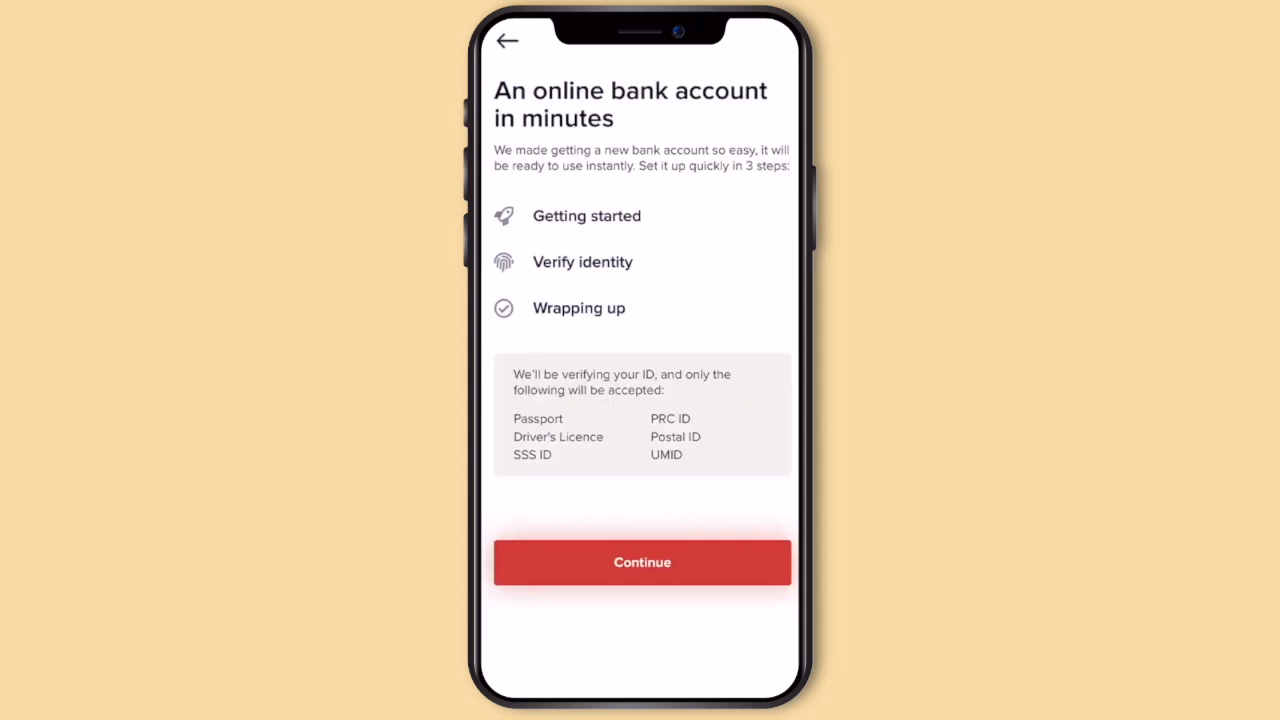 An online bank account
in minutes
We made getting a new bank account so easy, it will
be ready to use instantly. Set it up quickly in 3 steps:
Getting started
Verify identity
Wrapping up
We'll be verifying your ID, and only the
following will be accepted:
Passport PRC ID
Driver's Licence Postal ID
SSS ID UMID
Continue